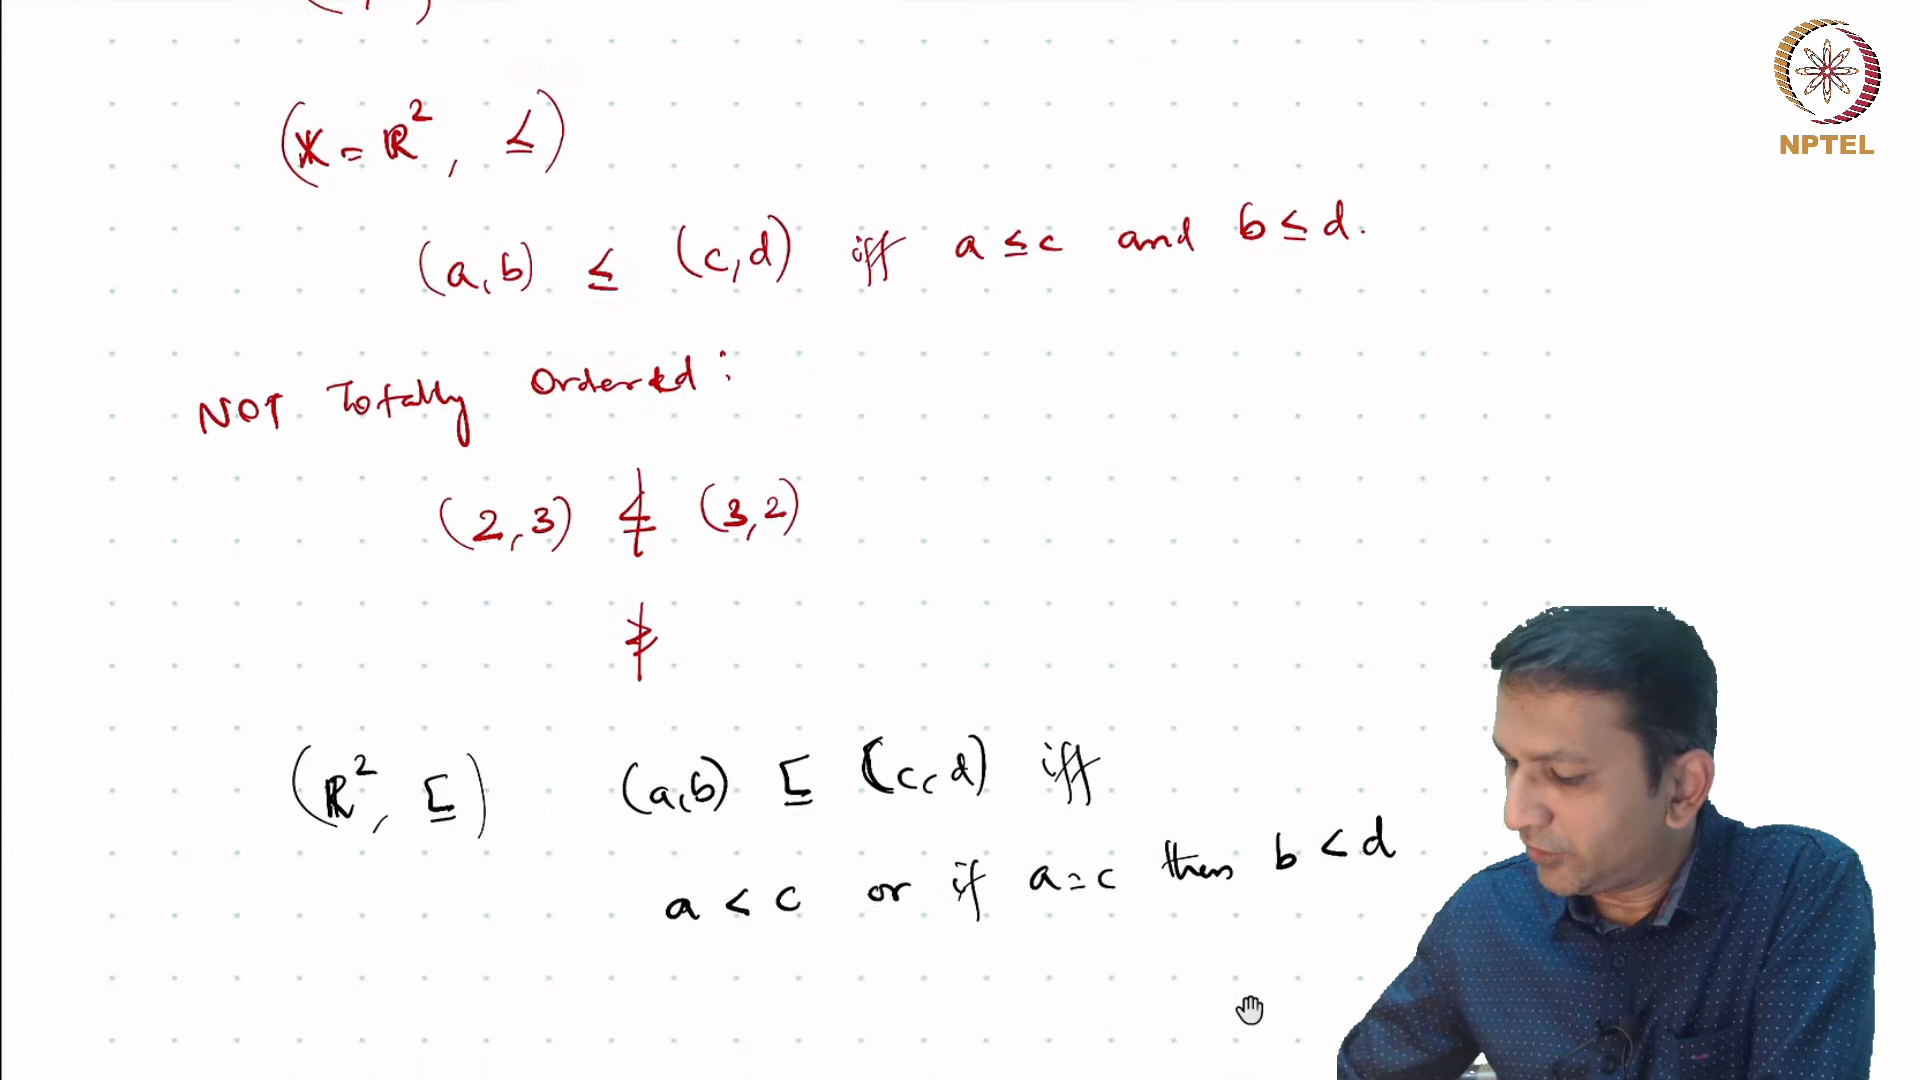 (X = ℝ², ≤)
NPTEL
(a,b) ≤ (c,d) iff a ≤ c and b ≤ d.
NOT Totally Ordered :
(2,3) ≰ (3,2)
≱
(ℝ², ⊑) (a,b) ⊑ (c,d) iff
a < c or if a = c then b < d